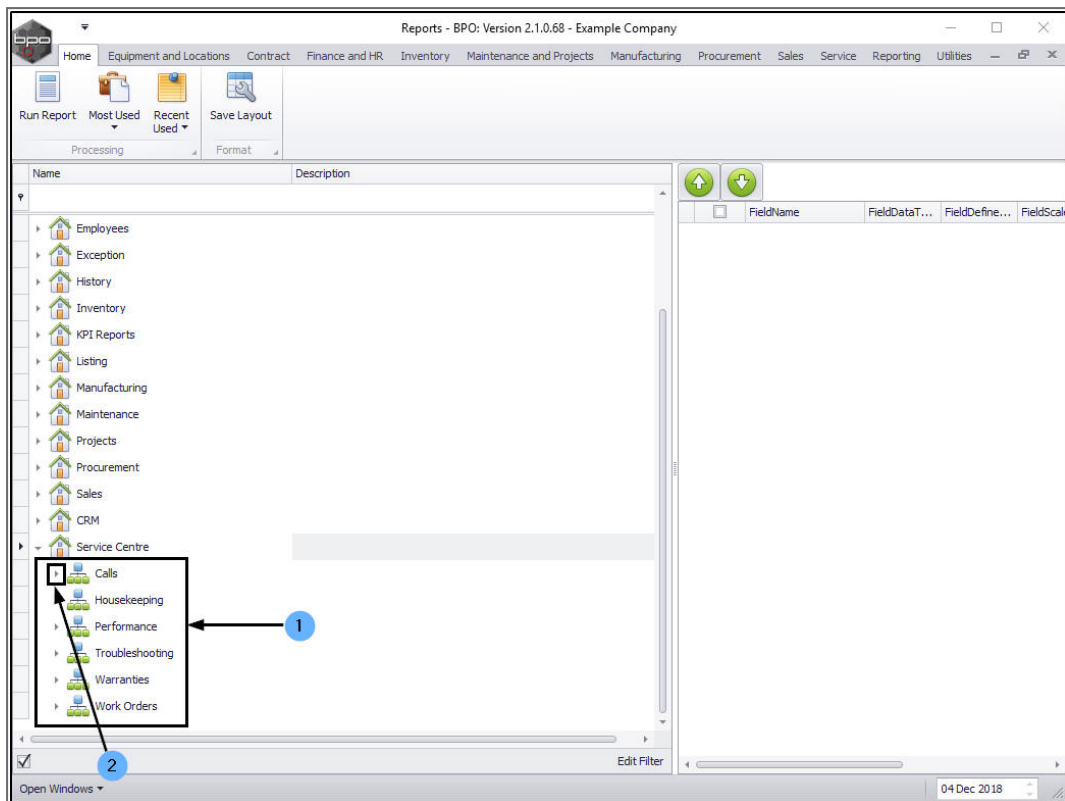 Reports - BPO: Version 2.1.0.68 - Example Company
bpo
Home Equipment and Locations Contract Finance and HR Inventory Maintenance and Projects Manufacturing Procurement Sales Service Reporting Utilities
Run Report Most Used Recent Used Save Layout
Processing Format
Name Description
FieldName FieldDataT... FieldDefine... FieldScale
Employees
Exception
History
Inventory
KPI Reports
Listing
Manufacturing
Maintenance
Projects
Procurement
Sales
CRM
Service Centre
Calls
Housekeeping
Performance
1
Troubleshooting
Warranties
Work Orders
2
Edit Filter
Open Windows 04 Dec 2018